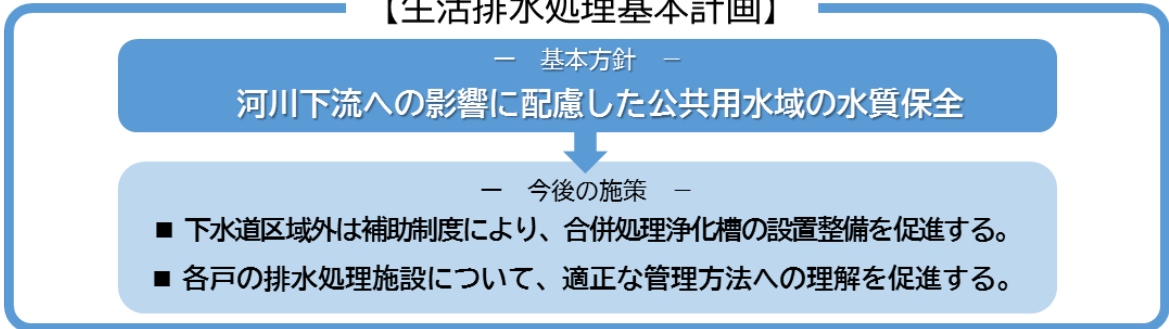 【生活排水処理基本計画】
― 基本方針 －
河川下流への影響に配慮した公共用水域の水質保全
― 今後の施策 －
■ 下水道区域外は補助制度により、合併処理浄化槽の設置整備を促進する。
■ 各戸の排水処理施設について、適正な管理方法への理解を促進する。